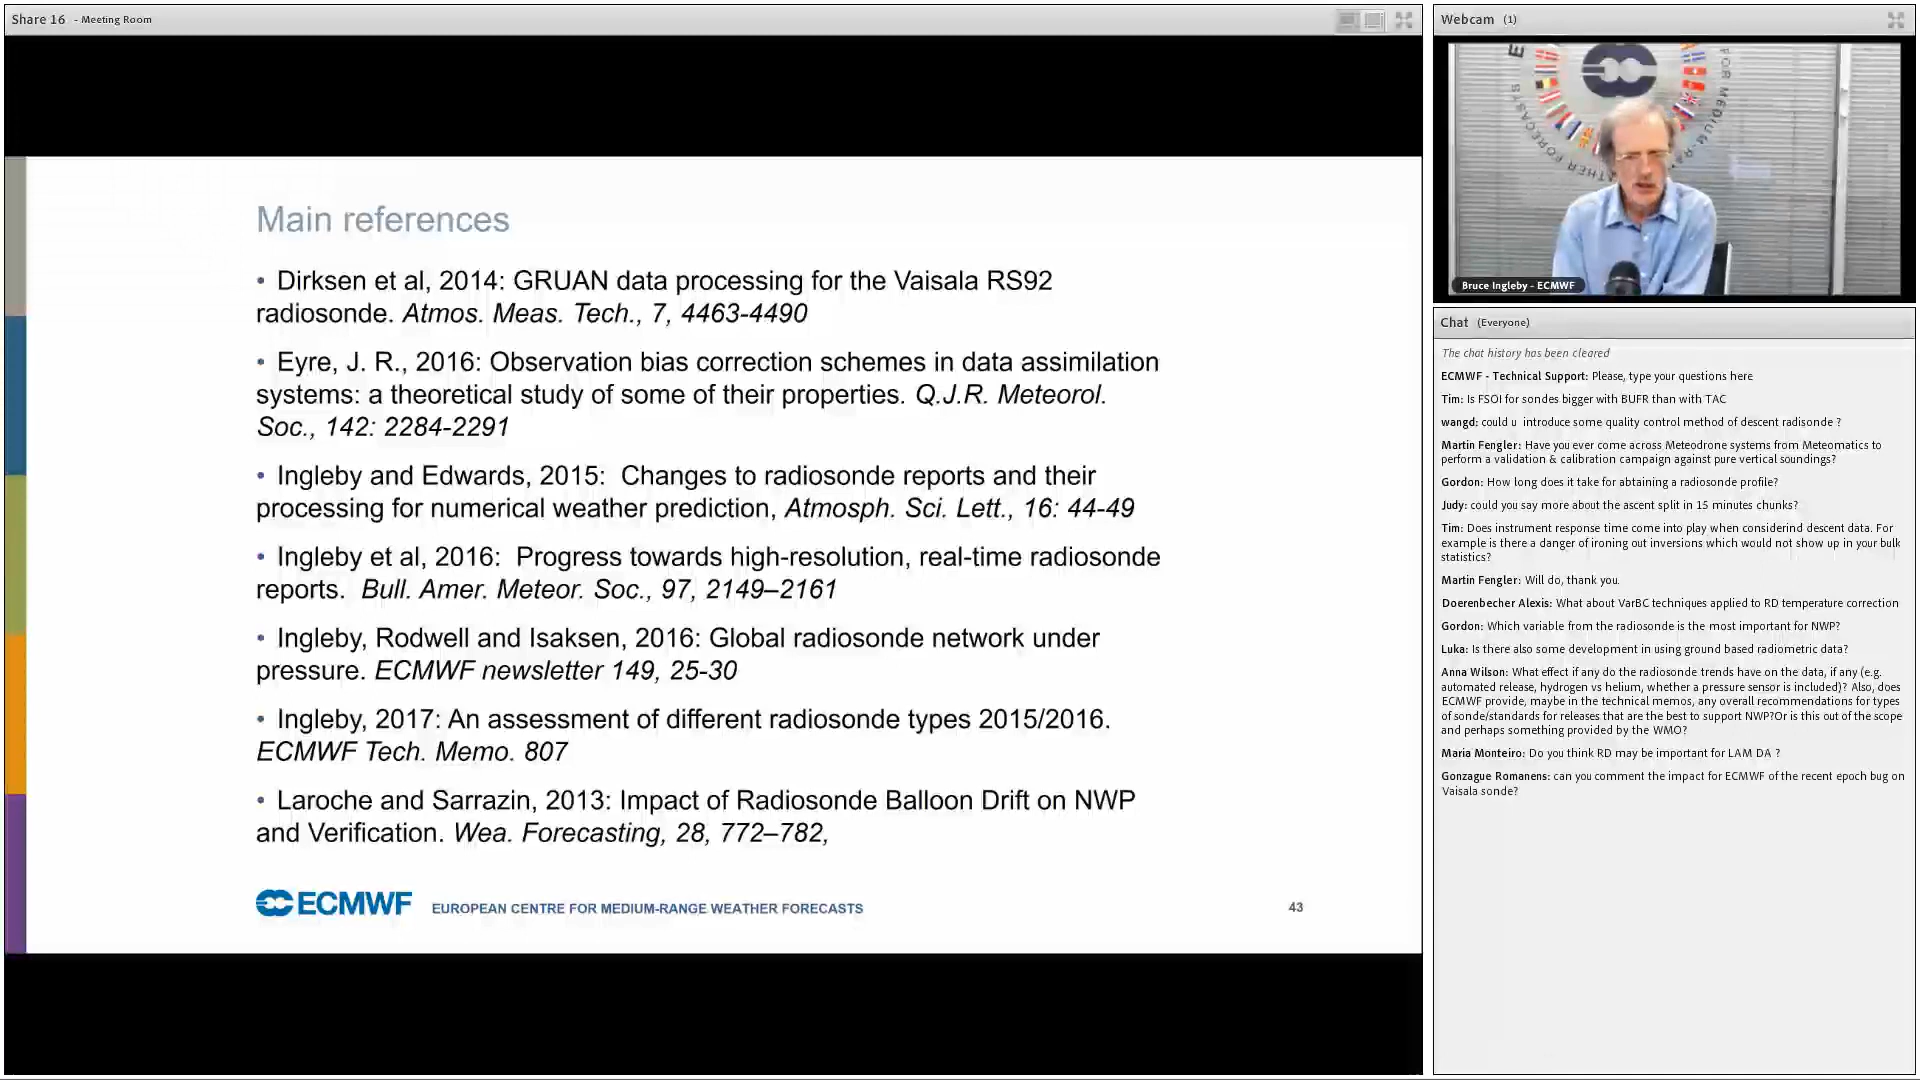 Share 16 - Meeting Room
Main references
• Dirksen et al, 2014: GRUAN data processing for the Vaisala RS92
radiosonde. Atmos. Meas. Tech., 7, 4463-4490
• Eyre, J. R., 2016: Observation bias correction schemes in data assimilation
systems: a theoretical study of some of their properties. Q.J.R. Meteorol.
Soc., 142: 2284-2291
• Ingleby and Edwards, 2015: Changes to radiosonde reports and their
processing for numerical weather prediction, Atmosph. Sci. Lett., 16: 44-49
• Ingleby et al, 2016: Progress towards high-resolution, real-time radiosonde
reports. Bull. Amer. Meteor. Soc., 97, 2149–2161
• Ingleby, Rodwell and Isaksen, 2016: Global radiosonde network under
pressure. ECMWF newsletter 149, 25-30
• Ingleby, 2017: An assessment of different radiosonde types 2015/2016.
ECMWF Tech. Memo. 807
• Laroche and Sarrazin, 2013: Impact of Radiosonde Balloon Drift on NWP
and Verification. Wea. Forecasting, 28, 772–782,
ECMWF EUROPEAN CENTRE FOR MEDIUM-RANGE WEATHER FORECASTS 43
Webcam (1)
FOR MEDIUM-RA
THER FORECASTS
Bruce Ingleby - ECMWF
Chat (Everyone)
The chat history has been cleared
ECMWF - Technical Support: Please, type your questions here
Tim: Is FSOI for sondes bigger with BUFR than with TAC
wangd: could u introduce some quality control method of descent radisonde ?
Martin Fengler: Have you ever come across Meteodrone systems from Meteomatics to
perform a validation & calibration campaign against pure vertical soundings?
Gordon: How long does it take for abtaining a radiosonde profile?
Judy: could you say more about the ascent split in 15 minutes chunks?
Tim: Does instrument response time come into play when considerind descent data. For
example is there a danger of ironing out inversions which would not show up in your bulk
statistics?
Martin Fengler: Will do, thank you.
Doerenbecher Alexis: What about VarBC techniques applied to RD temperature correction
Gordon: Which variable from the radiosonde is the most important for NWP?
Luka: Is there also some development in using ground based radiometric data?
Anna Wilson: What effect if any do the radiosonde trends have on the data, if any (e.g.
automated release, hydrogen vs helium, whether a pressure sensor is included)? Also, does
ECMWF provide, maybe in the technical memos, any overall recommendations for types
of sonde/standards for releases that are the best to support NWP?Or is this out of the scope
and perhaps something provided by the WMO?
Maria Monteiro: Do you think RD may be important for LAM DA ?
Gonzague Romanens: can you comment the impact for ECMWF of the recent epoch bug on
Vaisala sonde?